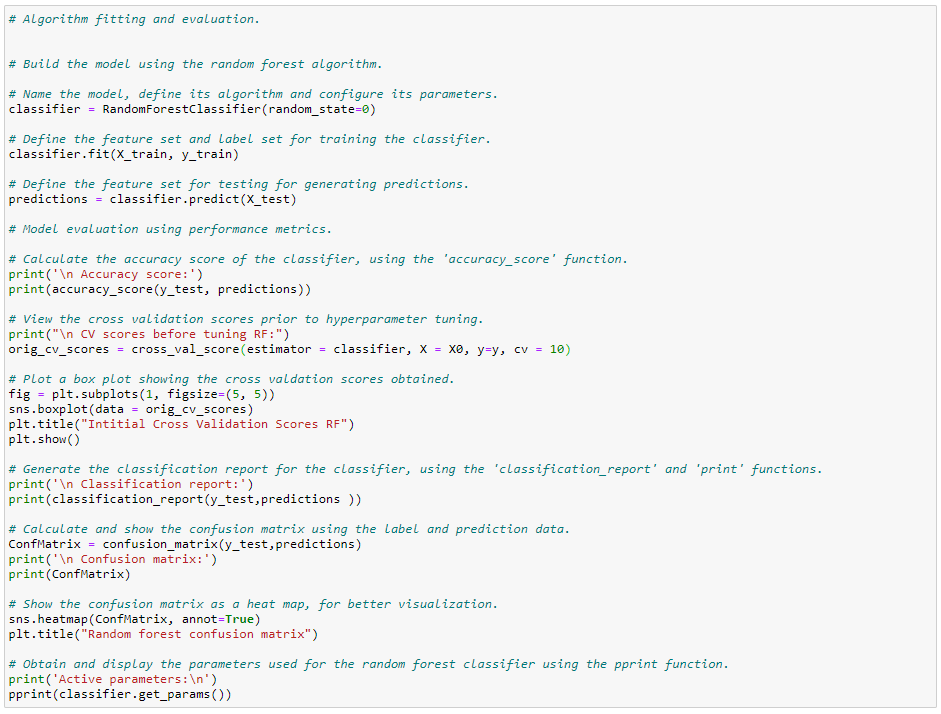 # Algorithm fitting and evaluation.
# Build the model using the random forest algorithm.
# Name the model, define its algorithm and configure its parameters.
classifier = RandomForestClassifier(random_state=0)
# Define the feature set and label set for training the classifier.
classifier.fit(X_train, y_train)
# Define the feature set for testing for generating predictions.
predictions = classifier.predict(X_test)
# Model evaluation using performance metrics.
# Calculate the accuracy score of the classifier, using the 'accuracy_score' function.
print('\n Accuracy score:')
print(accuracy_score(y_test, predictions))
# View the cross validation scores prior to hyperparameter tuning.
print("\n CV scores before tuning RF:")
orig_cv_scores = cross_val_score(estimator = classifier, X = X0, y=y, cv = 10)
# Plot a box plot showing the cross valdation scores obtained.
fig = plt.subplots(1, figsize=(5, 5))
sns.boxplot(data = orig_cv_scores)
plt.title("Intitial Cross Validation Scores RF")
plt.show()
# Generate the classification report for the classifier, using the 'classification_report' and 'print' functions.
print('\n Classification report:')
print(classification_report(y_test,predictions ))
# Calculate and show the confusion matrix using the label and prediction data.
ConfMatrix = confusion_matrix(y_test,predictions)
print('\n Confusion matrix:')
print(ConfMatrix)
# Show the confusion matrix as a heat map, for better visualization.
sns.heatmap(ConfMatrix, annot=True)
plt.title("Random forest confusion matrix")
# Obtain and display the parameters used for the random forest classifier using the pprint function.
print('Active parameters:\n')
pprint(classifier.get_params())